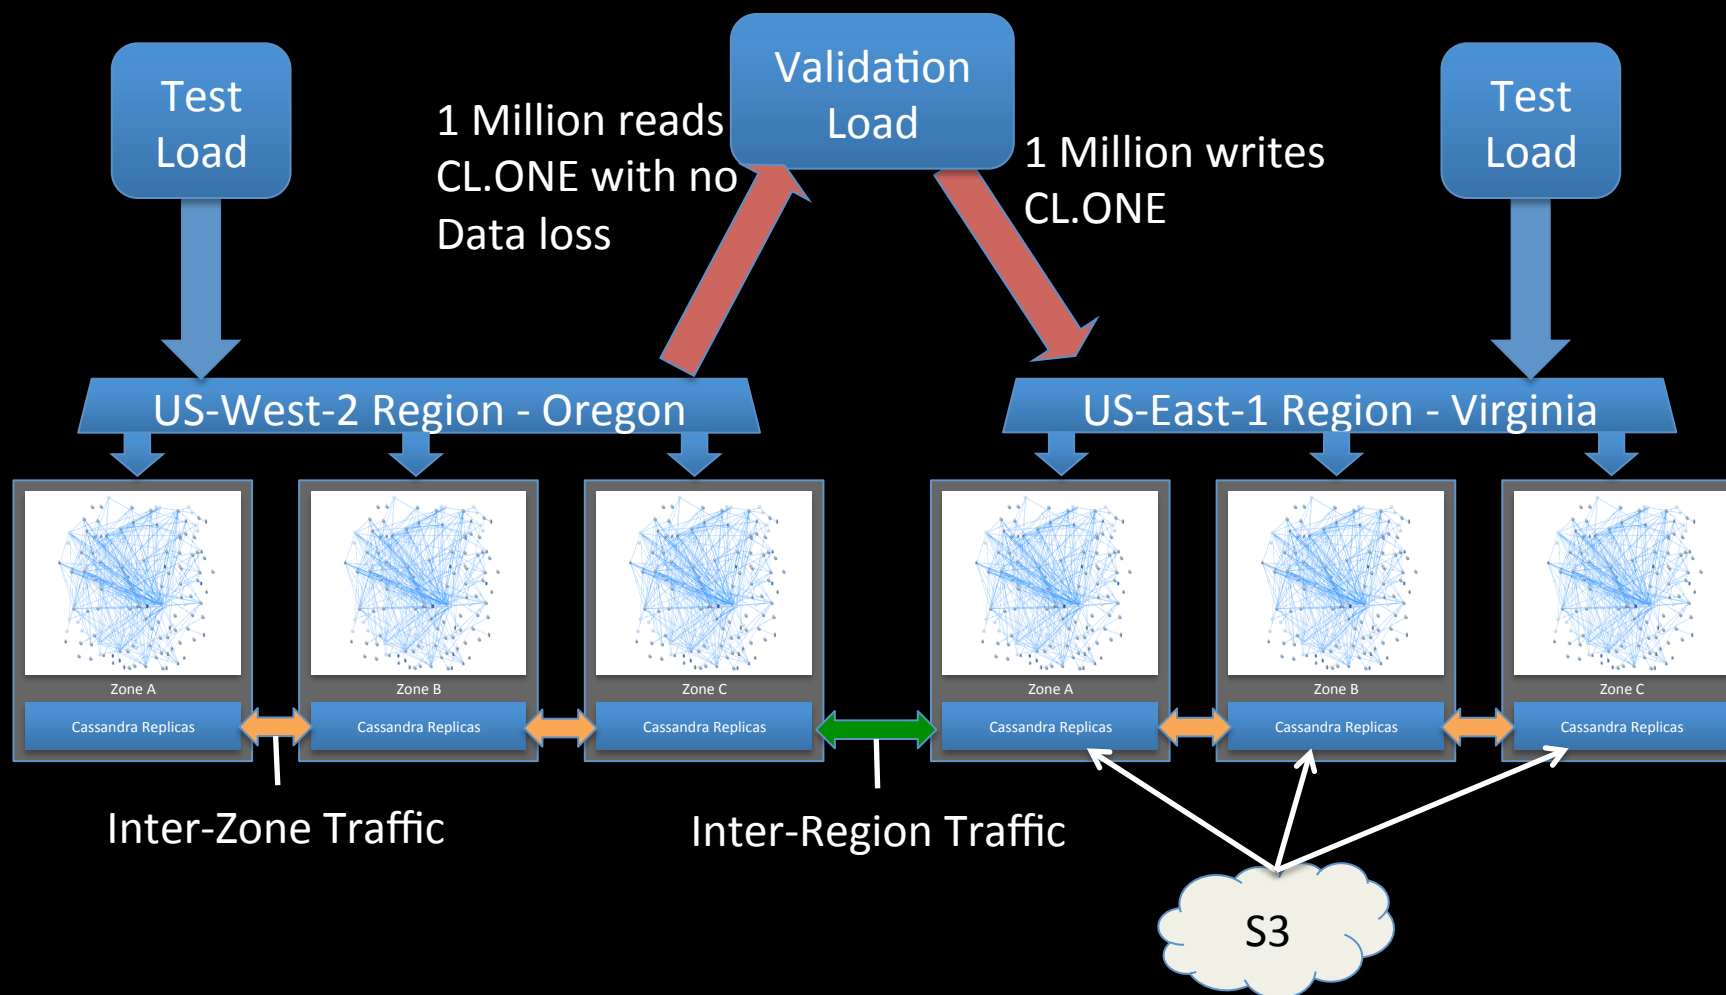 Test
Load
1 Million reads
CL.ONE with no
Data loss
Validation
Load
1 Million writes
CL.ONE
Test
Load
US-West-2 Region - Oregon
US-East-1 Region - Virginia
Zone A
Zone B
Zone C
Zone A
Zone B
Zone C
Cassandra Replicas
Cassandra Replicas
Cassandra Replicas
Cassandra Replicas
Cassandra Replicas
Cassandra Replicas
Inter-Zone Traffic
Inter-Region Traffic
S3